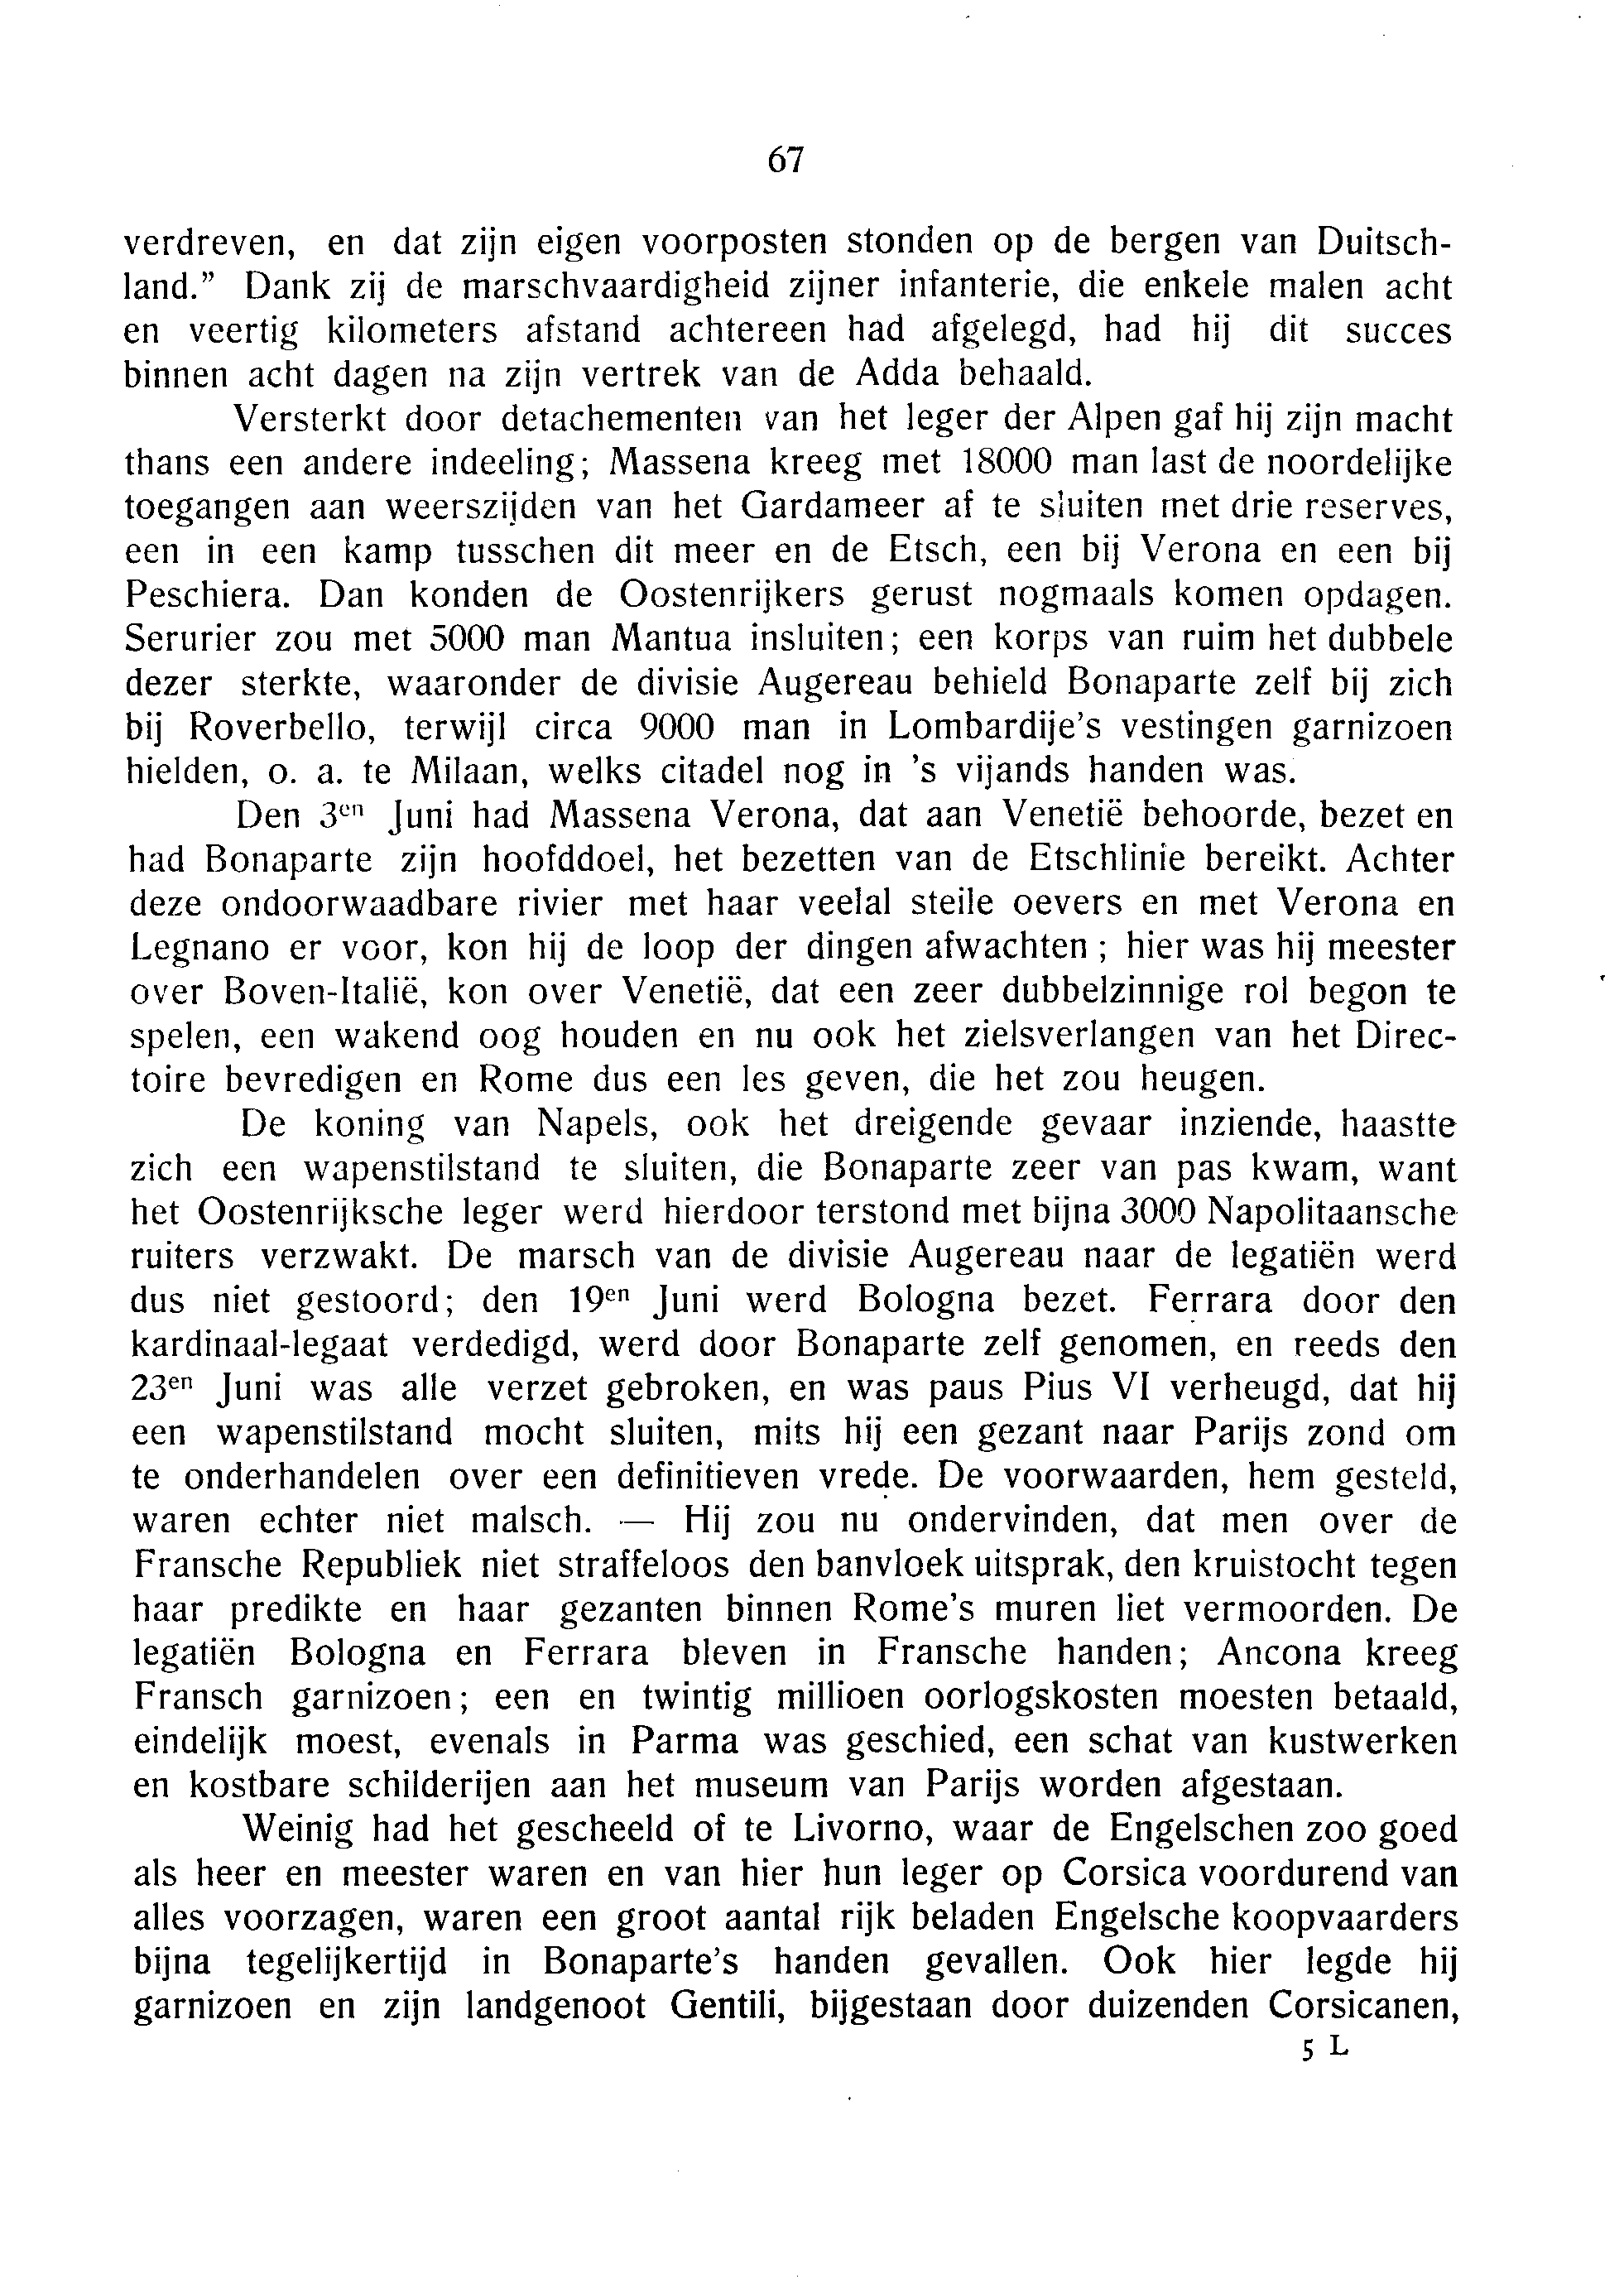 67
verdreven, en dat zijn eigen voorposten stonden op de bergen van Duitsch-
land.” Dank zij de marschvaardigheid zijner infanterie, die enkele malen acht
en veertig kilometers afstand achtereen had afgelegd, had hij dit succes
binnen acht dagen na zijn vertrek van de Adda behaald.
Versterkt door detachementen van het leger der Alpen gaf hij zijn macht
thans een andere indeeling; Massena kreeg met 18000 man last de noordelijke
toegangen aan weerszijden van het Gardameer af te sluiten met drie reserves,
een in een kamp tusschen dit meer en de Etsch, een bij Verona en een bij
Peschiera. Dan konden de Oostenrijkers gerust nogmaals komen opdagen.
Serurier zou met 5000 man Mantua insluiten; een korps van ruim het dubbele
dezer sterkte, waaronder de divisie Augereau behield Bonaparte zelf bij zich
bij Roverbello, terwijl circa 9000 man in Lombardije’s vestingen garnizoen
hielden, o. a. te Milaan, welks citadel nog in ’s vijands handen was.
Den 3en Juni had Massena Verona, dat aan Venetië behoorde, bezet en
had Bonaparte zijn hoofddoel, het bezetten van de Etschlinie bereikt. Achter
deze ondoorwaadbare rivier met haar veelal steile oevers en met Verona en
Legnano er voor, kon hij de loop der dingen afwachten ; hier was hij meester
over Boven-Italië, kon over Venetië, dat een zeer dubbelzinnige rol begon te
spelen, een wakend oog houden en nu ook het zielsverlangen van het Direc-
toire bevredigen en Rome dus een les geven, die het zou heugen.
De koning van Napels, ook het dreigende gevaar inziende, haastte
zich een wapenstilstand te sluiten, die Bonaparte zeer van pas kwam, want
het Oostenrijksche leger werd hierdoor terstond met bijna 3000 Napolitaansche
ruiters verzwakt. De marsch van de divisie Augereau naar de legatiën werd
dus niet gestoord; den 19en Juni werd Bologna bezet. Ferrara door den
kardinaal-legaat verdedigd, werd door Bonaparte zelf genomen, en reeds den
23en Juni was alle verzet gebroken, en was paus Pius VI verheugd, dat hij
een wapenstilstand mocht sluiten, mits hij een gezant naar Parijs zond om
te onderhandelen over een definitieven vrede. De voorwaarden, hem gesteld,
waren echter niet malsch. — Hij zou nu ondervinden, dat men over de
Fransche Republiek niet straffeloos den banvloek uitsprak, den kruistocht tegen
haar predikte en haar gezanten binnen Rome’s muren liet vermoorden. De
legatiën Bologna en Ferrara bleven in Fransche handen; Ancona kreeg
Fransch garnizoen; een en twintig millioen oorlogskosten moesten betaald,
eindelijk moest, evenals in Parma was geschied, een schat van kustwerken
en kostbare schilderijen aan het museum van Parijs worden afgestaan.
Weinig had het gescheeld of te Livorno, waar de Engelschen zoo goed
als heer en meester waren en van hier hun leger op Corsica voordurend van
alles voorzagen, waren een groot aantal rijk beladen Engelsche koopvaarders
bijna tegelijkertijd in Bonaparte’s handen gevallen. Ook hier legde hij
garnizoen en zijn landgenoot Gentili, bijgestaan door duizenden Corsicanen,
5 L